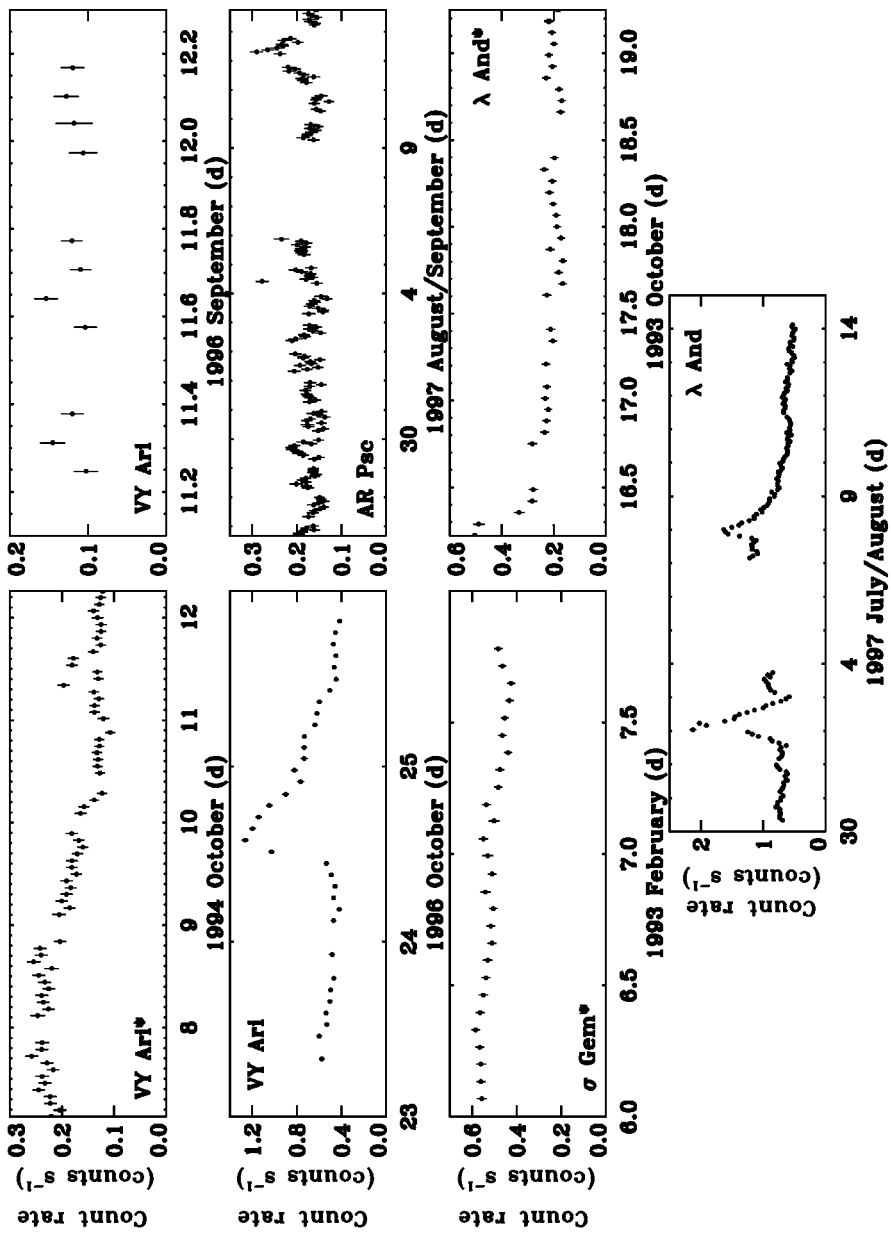 Count rate
(counts s⁻¹)
0.3
0.2
0.1
0.0
VY Ari*
8
9
10
11
12
1994 October (d)
0.2
0.1
0.0
VY Ari
11.2
11.4
11.6
11.8
12.0
12.2
1996 September (d)
Count rate
(counts s⁻¹)
1.2
0.8
0.4
0.0
VY Ari
23
24
25
1996 October (d)
0.3
0.2
0.1
0.0
AR Psc
30
4
9
1997 August/September (d)
Count rate
(counts s⁻¹)
0.6
0.4
0.2
0.0
σ Gem*
6.0
6.5
7.0
7.5
1993 February (d)
0.6
0.4
0.2
0.0
λ And*
16.5
17.0
17.5
18.0
18.5
19.0
1993 October (d)
Count rate
(counts s⁻¹)
2
1
0
λ And
30
4
9
14
1997 July/August (d)